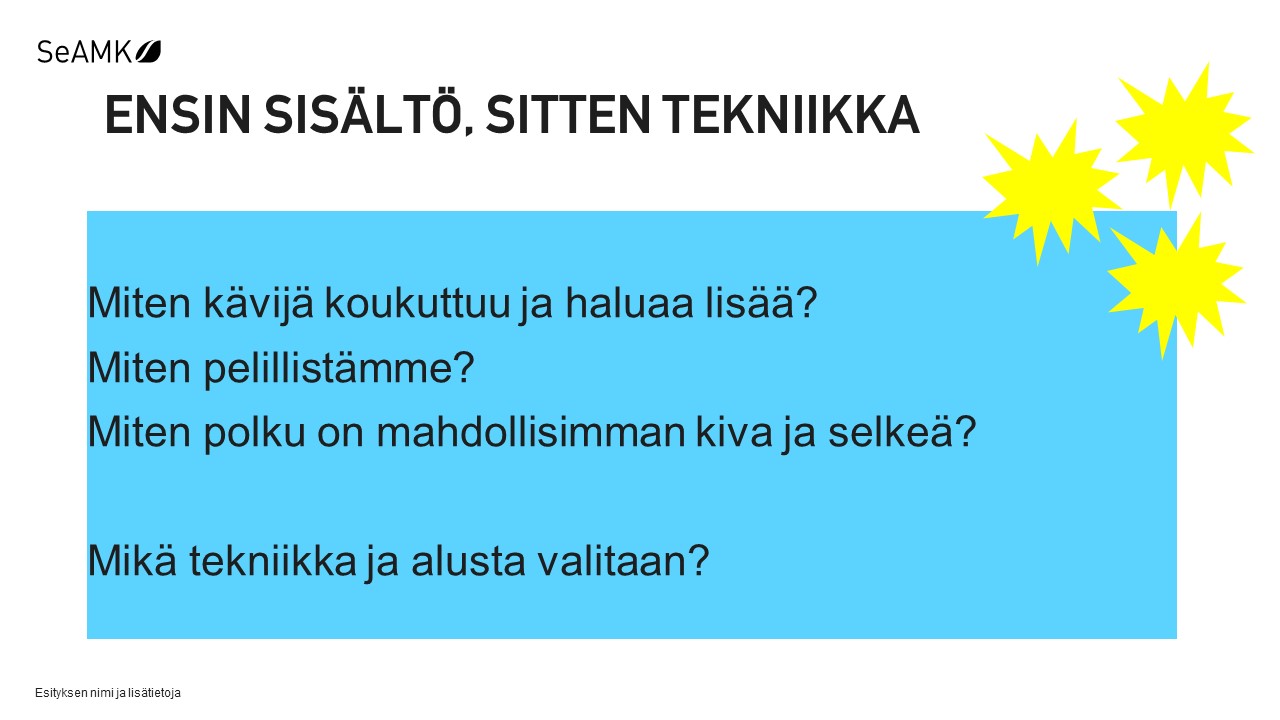 SeAMK
ENSIN SISÄLTÖ, SITTEN TEKNIIKKA
Miten kävijä koukuttuu ja haluaa lisää?
Miten pelillistämme?
Miten polku on mahdollisimman kiva ja selkeä?
Mikä tekniikka ja alusta valitaan?
Esityksen nimi ja lisätietoja